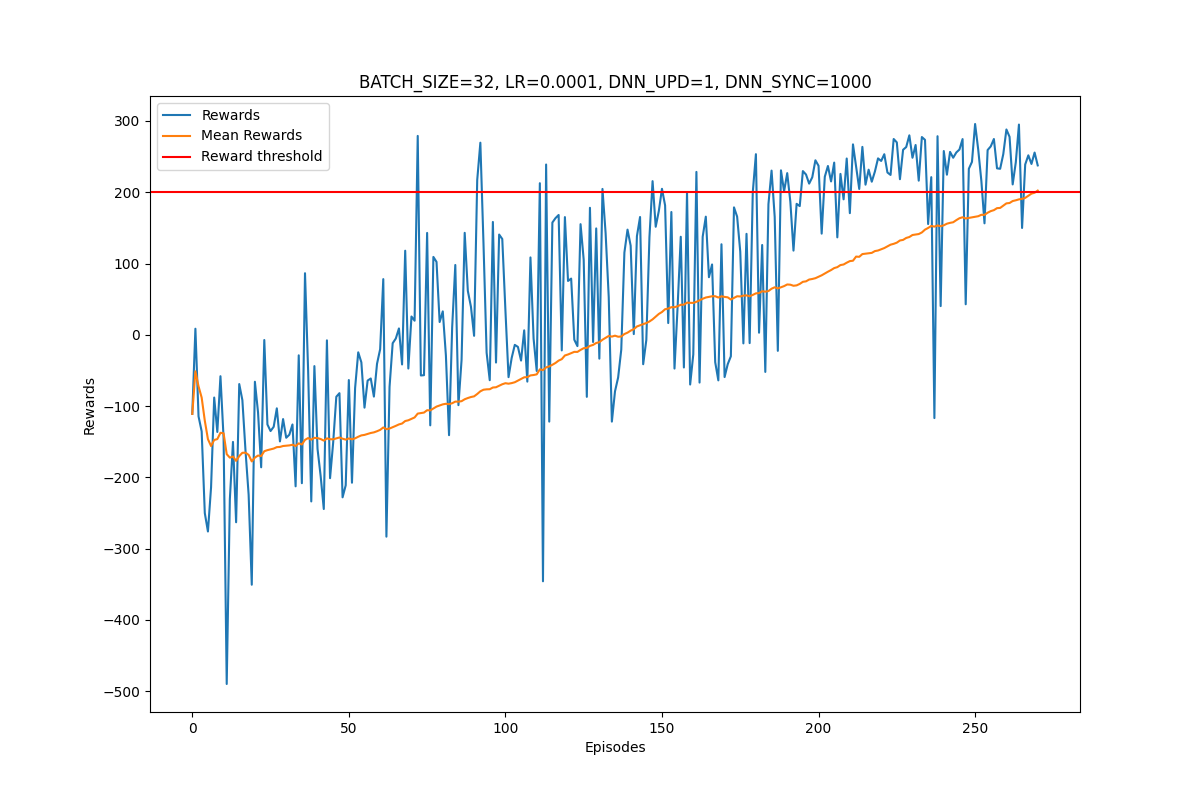 BATCH_SIZE=32, LR=0.0001, DNN_UPD=1, DNN_SYNC=1000
Rewards
Mean Rewards
Reward threshold
300
200
100
0
−100
−200
−300
−400
−500
Rewards
0 50 100 150 200 250
Episodes